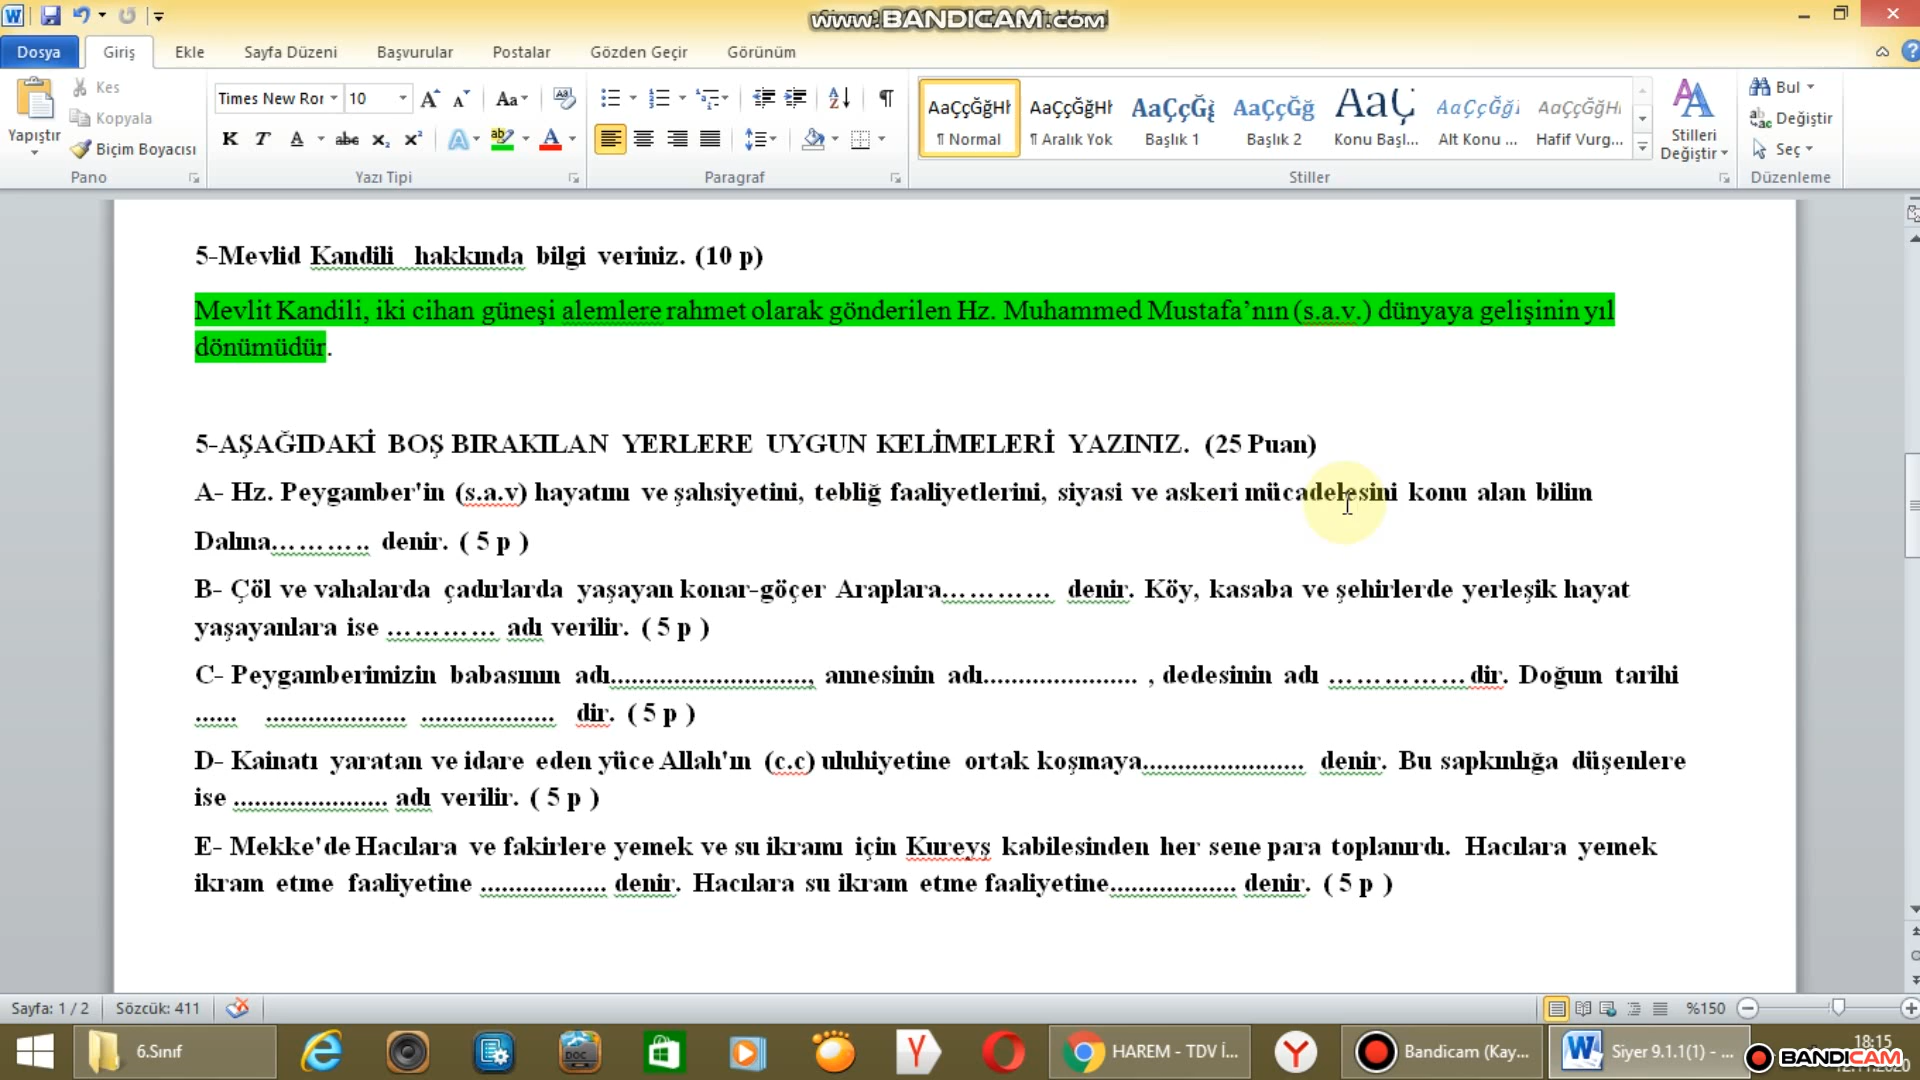 www.BANDICAM.com
Dosya Giriş Ekle Sayfa Düzeni Başvurular Postalar Gözden Geçir Görünüm
Yapıştır Kes Kopyala Biçim Boyacısı
Times New Ror 10
K T A abc x₂ x²
AaÇçĞğHł AaÇçĞğHł AaÇçĞğ AaÇçĞğ AaÇ AaÇçĞğİ AaÇçĞğHı
¶ Normal ¶ Aralık Yok Başlık 1 Başlık 2 Konu Başl... Alt Konu ... Hafif Vurg...
Stilleri Değiştir
Bul
Değiştir
Seç
Pano Yazı Tipi Paragraf Stiller Düzenleme
5-Mevlid Kandili hakkında bilgi veriniz. (10 p)
Mevlit Kandili, iki cihan güneşi alemlere rahmet olarak gönderilen Hz. Muhammed Mustafa’nın (s.a.v.) dünyaya gelişinin yıl
dönümüdür.
5-AŞAĞIDAKİ BOŞ BIRAKILAN YERLERE UYGUN KELİMELERİ YAZINIZ. (25 Puan)
A- Hz. Peygamber'in (s.a.v) hayatını ve şahsiyetini, tebliğ faaliyetlerini, siyasi ve askeri mücadelesini konu alan bilim
Dalına……….. denir. ( 5 p )
B- Çöl ve vahalarda çadırlarda yaşayan konar-göçer Araplara………… denir. Köy, kasaba ve şehirlerde yerleşik hayat
yaşayanlara ise ………… adı verilir. ( 5 p )
C- Peygamberimizin babasının adı............................, annesinin adı...................... , dedesinin adı ……………dir. Doğum tarihi
...... .................... ................... dir. ( 5 p )
D- Kainatı yaratan ve idare eden yüce Allah'ın (c.c) uluhiyetine ortak koşmaya....................... denir. Bu sapkınlığa düşenlere
ise ...................... adı verilir. ( 5 p )
E- Mekke'de Hacılara ve fakirlere yemek ve su ikramı için Kureyş kabilesinden her sene para toplanırdı. Hacılara yemek
ikram etme faaliyetine .................. denir. Hacılara su ikram etme faaliyetine.................. denir. ( 5 p )
Sayfa: 1 / 2 Sözcük: 411 %150
6.Sınıf HAREM - TDV İ... Bandicam (Kay... Siyer 9.1.1(1) - ... 18:15
BANDICAM